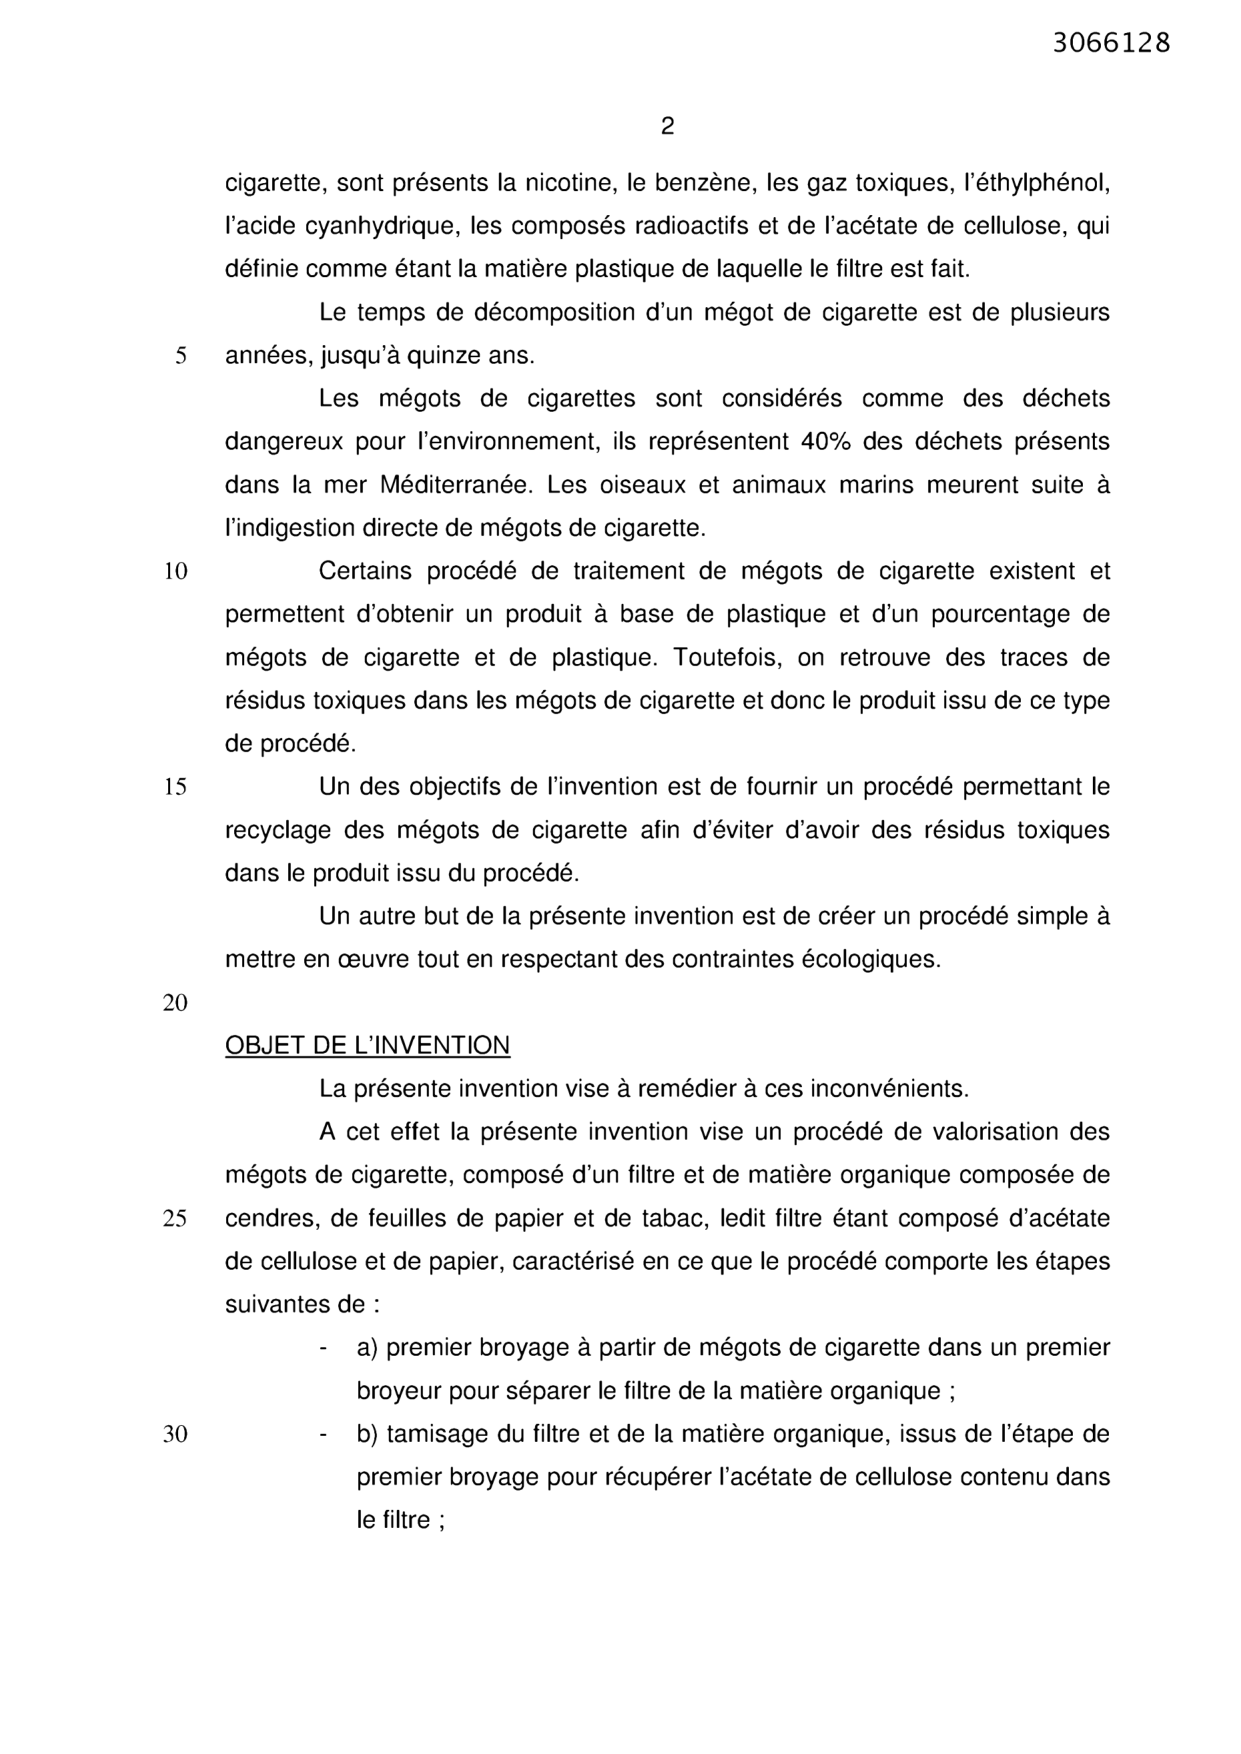 3066128
2
cigarette, sont présents la nicotine, le benzène, les gaz toxiques, l'éthylphénol,
l'acide cyanhydrique, les composés radioactifs et de l'acétate de cellulose, qui
définie comme étant la matière plastique de laquelle le filtre est fait.
Le temps de décomposition d'un mégot de cigarette est de plusieurs
5 années, jusqu'à quinze ans.
Les mégots de cigarettes sont considérés comme des déchets
dangereux pour l'environnement, ils représentent 40% des déchets présents
dans la mer Méditerranée. Les oiseaux et animaux marins meurent suite à
l'indigestion directe de mégots de cigarette.
10 Certains procédé de traitement de mégots de cigarette existent et
permettent d'obtenir un produit à base de plastique et d'un pourcentage de
mégots de cigarette et de plastique. Toutefois, on retrouve des traces de
résidus toxiques dans les mégots de cigarette et donc le produit issu de ce type
de procédé.
15 Un des objectifs de l'invention est de fournir un procédé permettant le
recyclage des mégots de cigarette afin d'éviter d'avoir des résidus toxiques
dans le produit issu du procédé.
Un autre but de la présente invention est de créer un procédé simple à
mettre en œuvre tout en respectant des contraintes écologiques.
20
OBJET DE L'INVENTION
La présente invention vise à remédier à ces inconvénients.
A cet effet la présente invention vise un procédé de valorisation des
mégots de cigarette, composé d'un filtre et de matière organique composée de
25 cendres, de feuilles de papier et de tabac, ledit filtre étant composé d'acétate
de cellulose et de papier, caractérisé en ce que le procédé comporte les étapes
suivantes de :
- a) premier broyage à partir de mégots de cigarette dans un premier
broyeur pour séparer le filtre de la matière organique ;
30 - b) tamisage du filtre et de la matière organique, issus de l'étape de
premier broyage pour récupérer l'acétate de cellulose contenu dans
le filtre ;